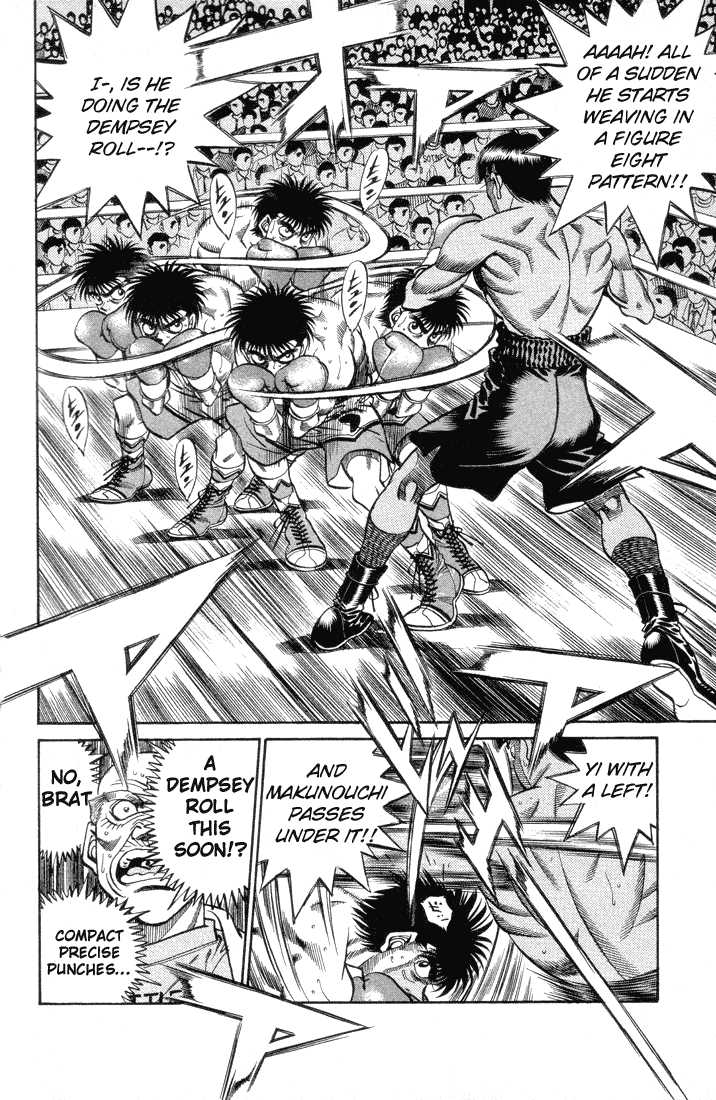 AAAAH! ALL
OF A SUDDEN
HE STARTS
WEAVING IN
A FIGURE
EIGHT
PATTERN!!
I-, IS HE
DOING THE
DEMPSEY
ROLL--!?
YI WITH
A LEFT!
AND
MAKUNOUCHI
PASSES
UNDER IT!!
A
DEMPSEY
ROLL
THIS
SOON!?
NO,
BRAT
COMPACT
PRECISE
PUNCHES...